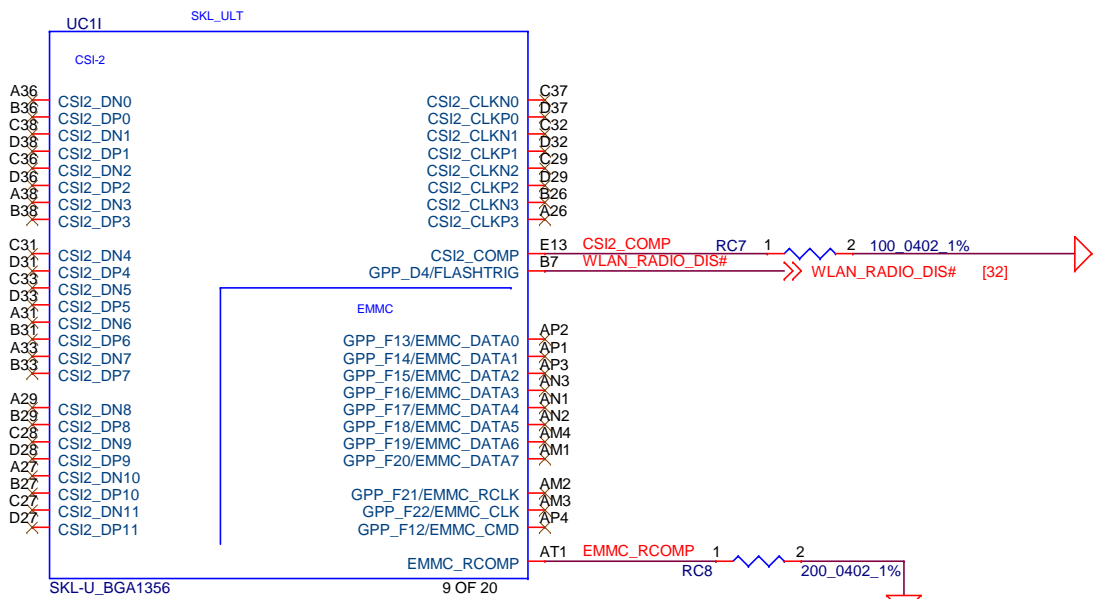 UC1I
SKL_ULT
CSI-2
A36 CSI2_DN0 CSI2_CLKN0 C37
B36 CSI2_DP0 CSI2_CLKP0 D37
C38 CSI2_DN1 CSI2_CLKN1 C32
D38 CSI2_DP1 CSI2_CLKP1 D32
C36 CSI2_DN2 CSI2_CLKN2 C29
D36 CSI2_DP2 CSI2_CLKP2 D29
A38 CSI2_DN3 CSI2_CLKN3 B26
B38 CSI2_DP3 CSI2_CLKP3 A26
C31 CSI2_DN4 CSI2_COMP E13 CSI2_COMP RC7 1 2 100_0402_1%
D31 CSI2_DP4 GPP_D4/FLASHTRIG B7 WLAN_RADIO_DIS# WLAN_RADIO_DIS# [32]
C33 CSI2_DN5
D33 CSI2_DP5
EMMC
A31 CSI2_DN6
B31 CSI2_DP6 GPP_F13/EMMC_DATA0 AP2
A33 CSI2_DN7 GPP_F14/EMMC_DATA1 AP1
B33 CSI2_DP7 GPP_F15/EMMC_DATA2 AP3
GPP_F16/EMMC_DATA3 AN3
A29 CSI2_DN8 GPP_F17/EMMC_DATA4 AN1
B29 CSI2_DP8 GPP_F18/EMMC_DATA5 AN2
C28 CSI2_DN9 GPP_F19/EMMC_DATA6 AM4
D28 CSI2_DP9 GPP_F20/EMMC_DATA7 AM1
A27 CSI2_DN10
B27 CSI2_DP10 GPP_F21/EMMC_RCLK AM2
C27 CSI2_DN11 GPP_F22/EMMC_CLK AM3
D27 CSI2_DP11 GPP_F12/EMMC_CMD AP4
EMMC_RCOMP AT1 EMMC_RCOMP 1 2
RC8 200_0402_1%
SKL-U_BGA1356 9 OF 20